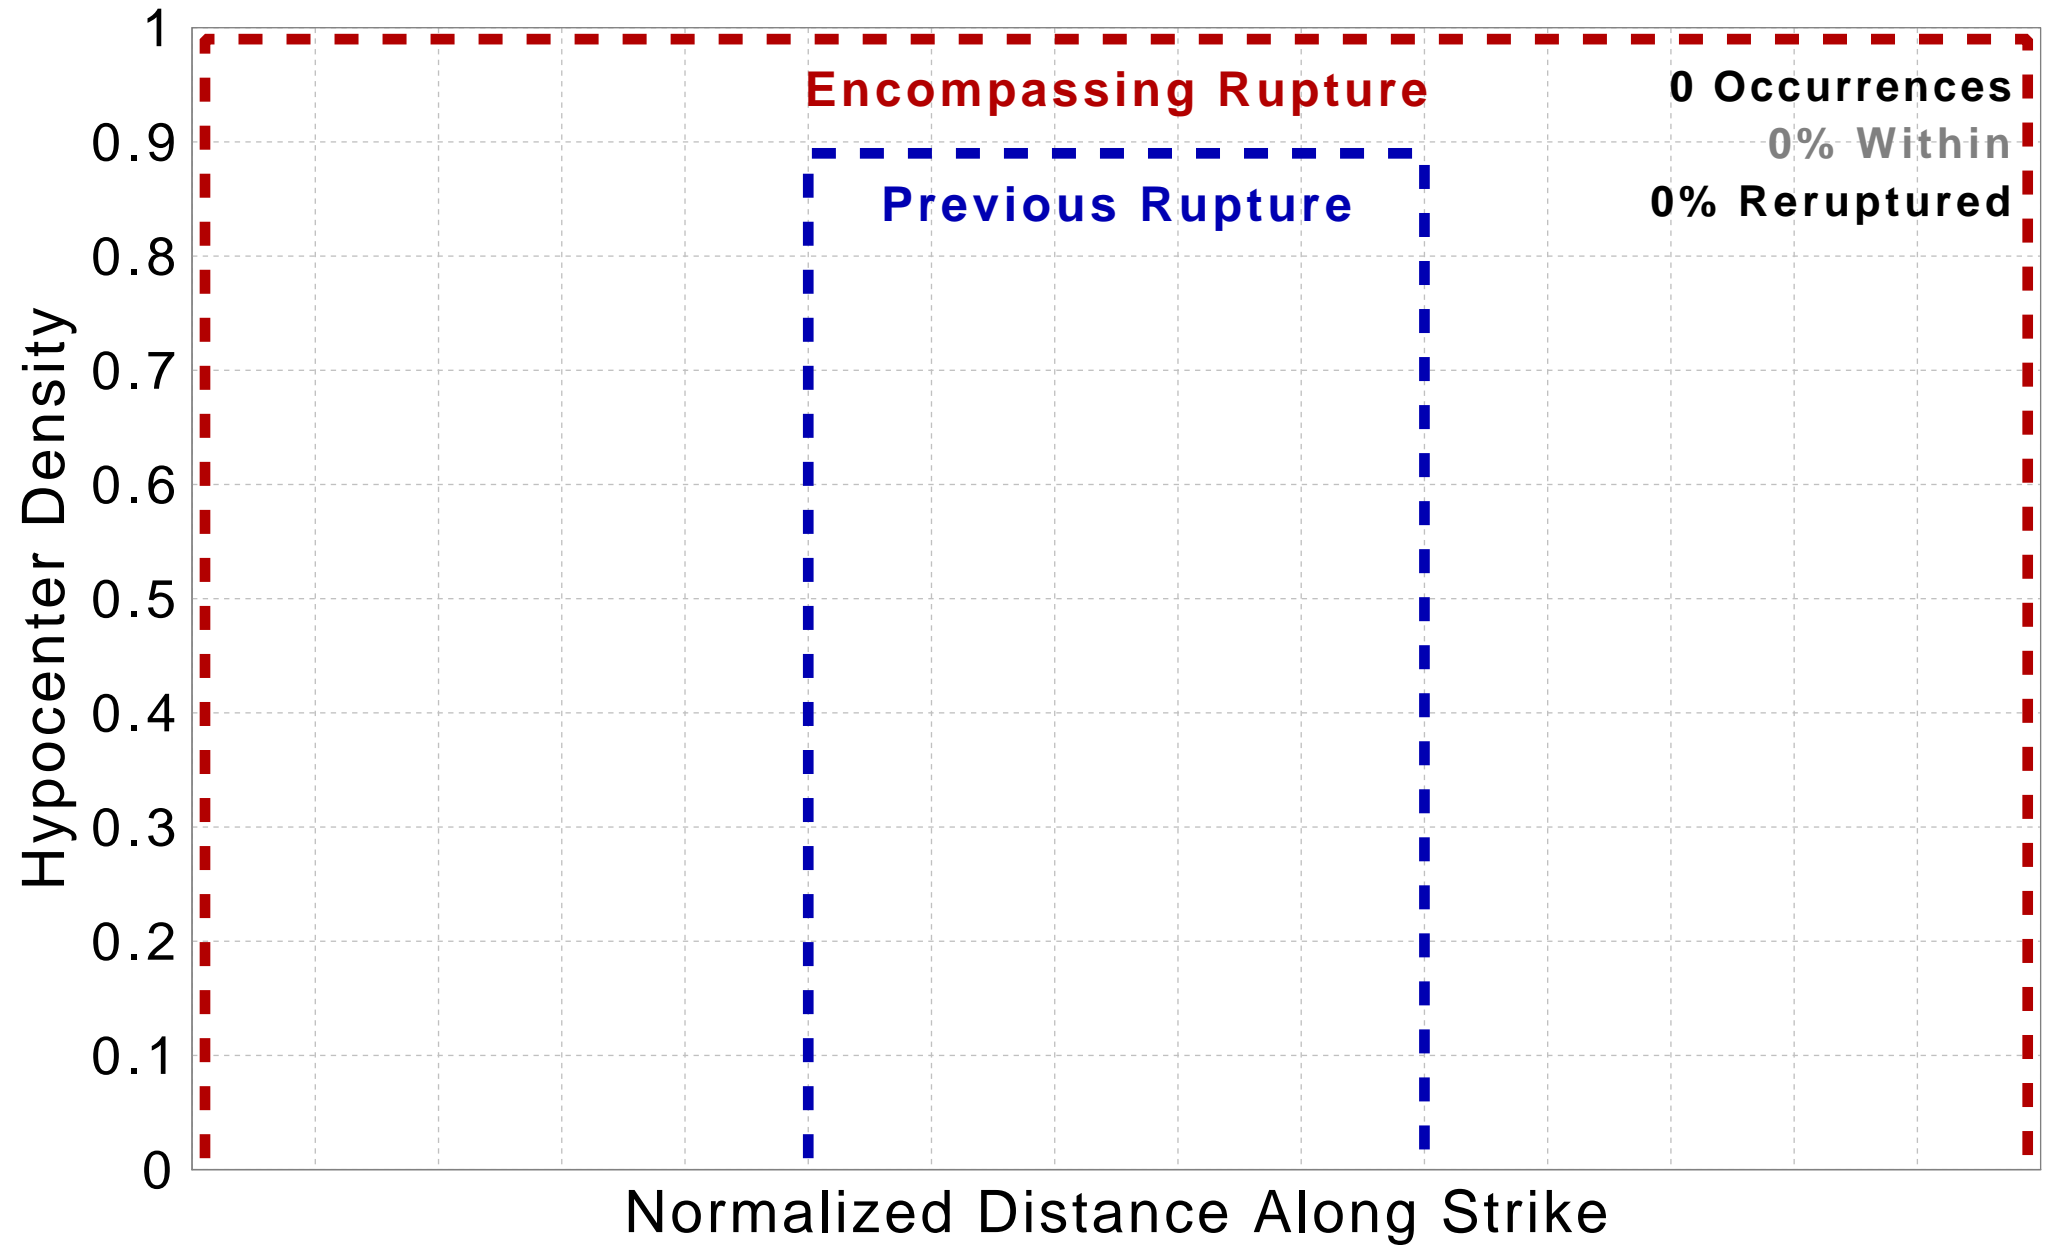 1
Encompassing Rupture
0 Occurrences
0.9
0% Within
Previous Rupture
0% Reruptured
0.8
0.7
0.6
0.5
0.4
0.3
0.2
0.1
0
Hypocenter Density
Normalized Distance Along Strike